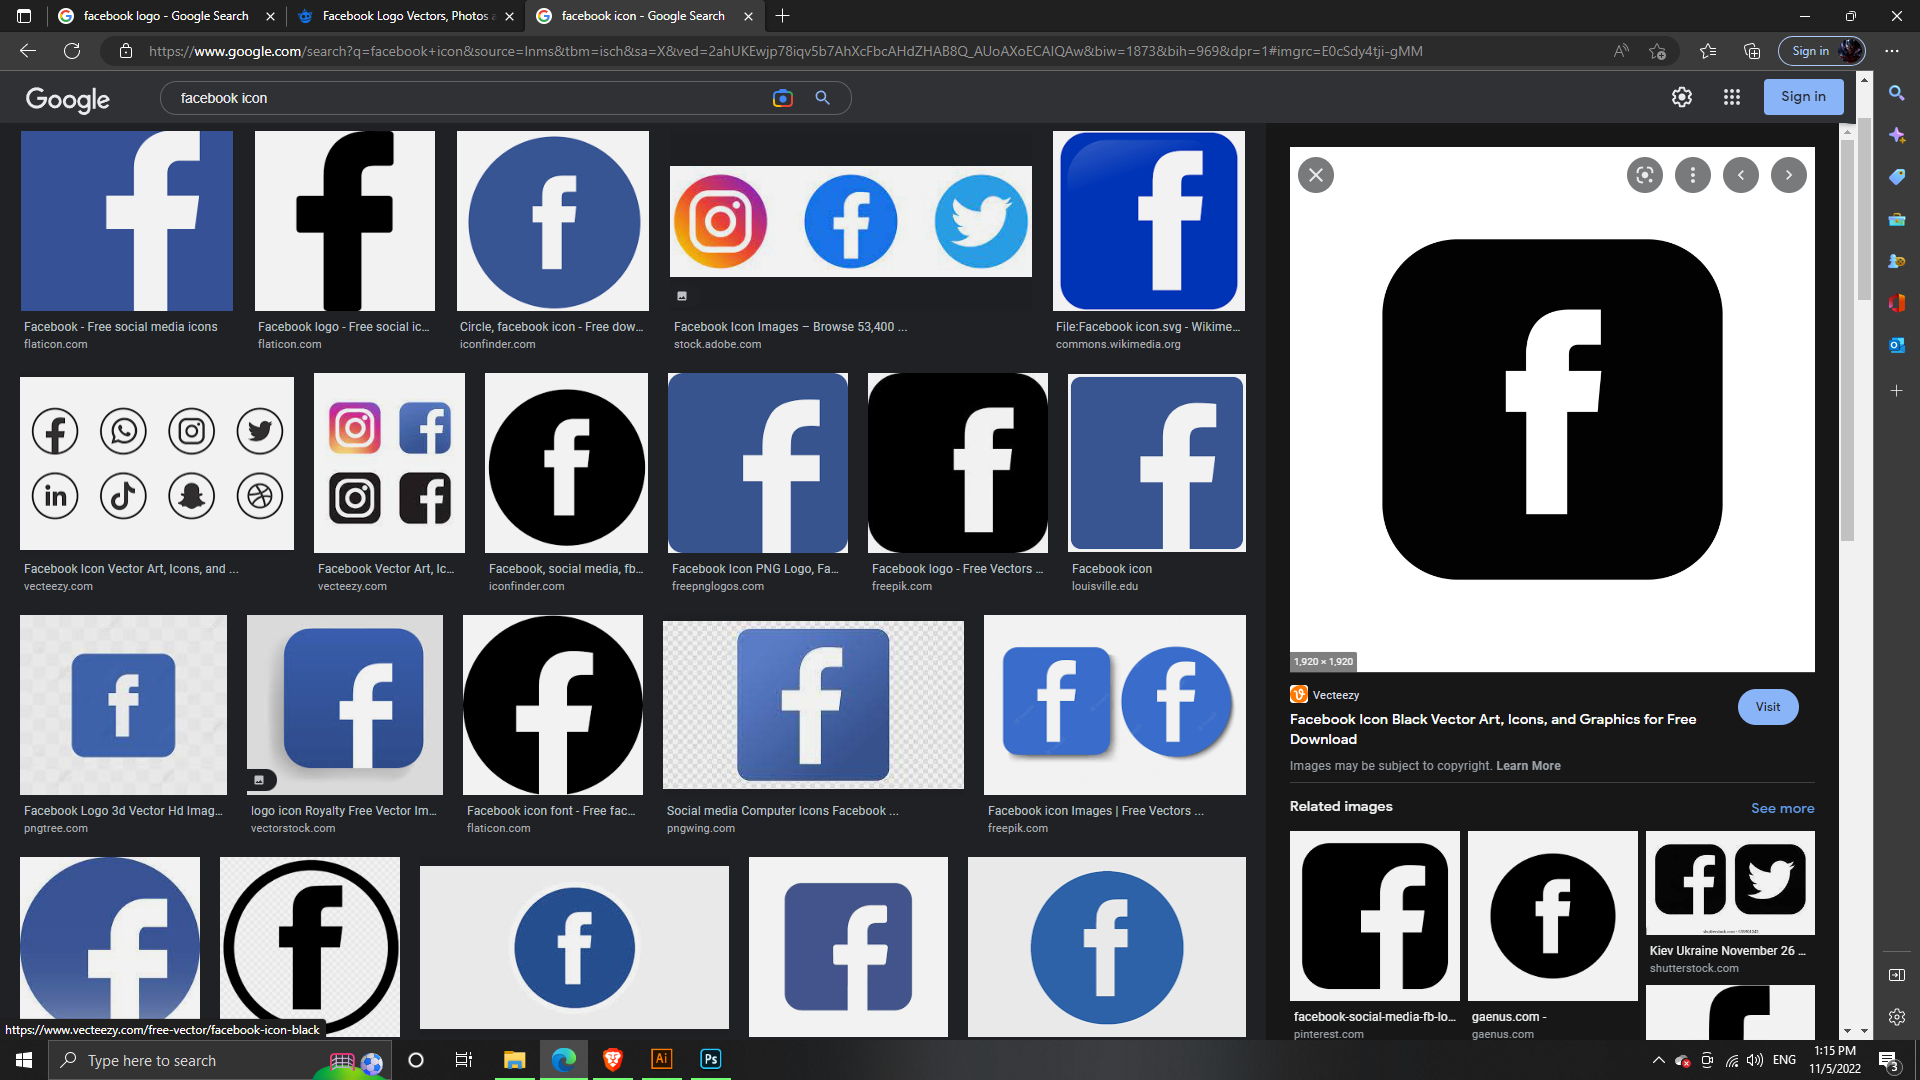 facebook logo - Google Search
Facebook Logo Vectors, Photos a
facebook icon - Google Search
https://www.google.com/search?q=facebook+icon&source=lnms&tbm=isch&sa=X&ved=2ahUKEwjp78iqv5b7AhXcFbcAHdZHAB8Q_AUoAXoECAIQAw&biw=1873&bih=969&dpr=1#imgrc=E0cSdy4tji-gMM
Sign in
Google
facebook icon
Sign in
Facebook - Free social media icons
flaticon.com
Facebook logo - Free social ic...
flaticon.com
Circle, facebook icon - Free dow...
iconfinder.com
Facebook Icon Images – Browse 53,400 ...
stock.adobe.com
File:Facebook icon.svg - Wikime...
commons.wikimedia.org
Facebook Icon Vector Art, Icons, and ...
vecteezy.com
Facebook Vector Art, Ic...
vecteezy.com
Facebook, social media, fb...
iconfinder.com
Facebook Icon PNG Logo, Fa...
freepnglogos.com
Facebook logo - Free Vectors ...
freepik.com
Facebook icon
louisville.edu
Facebook Logo 3d Vector Hd Imag...
pngtree.com
logo icon Royalty Free Vector Im...
vectorstock.com
Facebook icon font - Free fac...
flaticon.com
Social media Computer Icons Facebook ...
pngwing.com
Facebook icon Images | Free Vectors ...
freepik.com
1,920 × 1,920
Vecteezy
Facebook Icon Black Vector Art, Icons, and Graphics for Free
Download
Visit
Images may be subject to copyright. Learn More
Related images
See more
facebook-social-media-fb-lo...
pinterest.com
gaenus.com -
gaenus.com
Kiev Ukraine November 26 ...
shutterstock.com
https://www.vecteezy.com/free-vector/facebook-icon-black
Type here to search
Ai
Ps
ENG
1:15 PM
11/5/2022
3